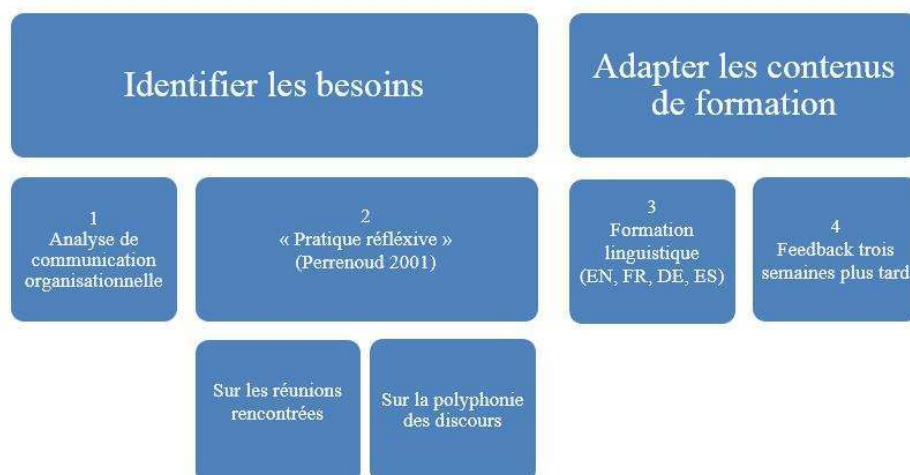 Identifier les besoins
Adapter les contenus
de formation
1
Analyse de
communication
organisationnelle
2
« Pratique réfléxive »
(Perrenoud 2001)
3
Formation
linguistique
(EN, FR, DE, ES)
4
Feedback trois
semaines plus tard
Sur les réunions
rencontrées
Sur la polyphonie
des discours